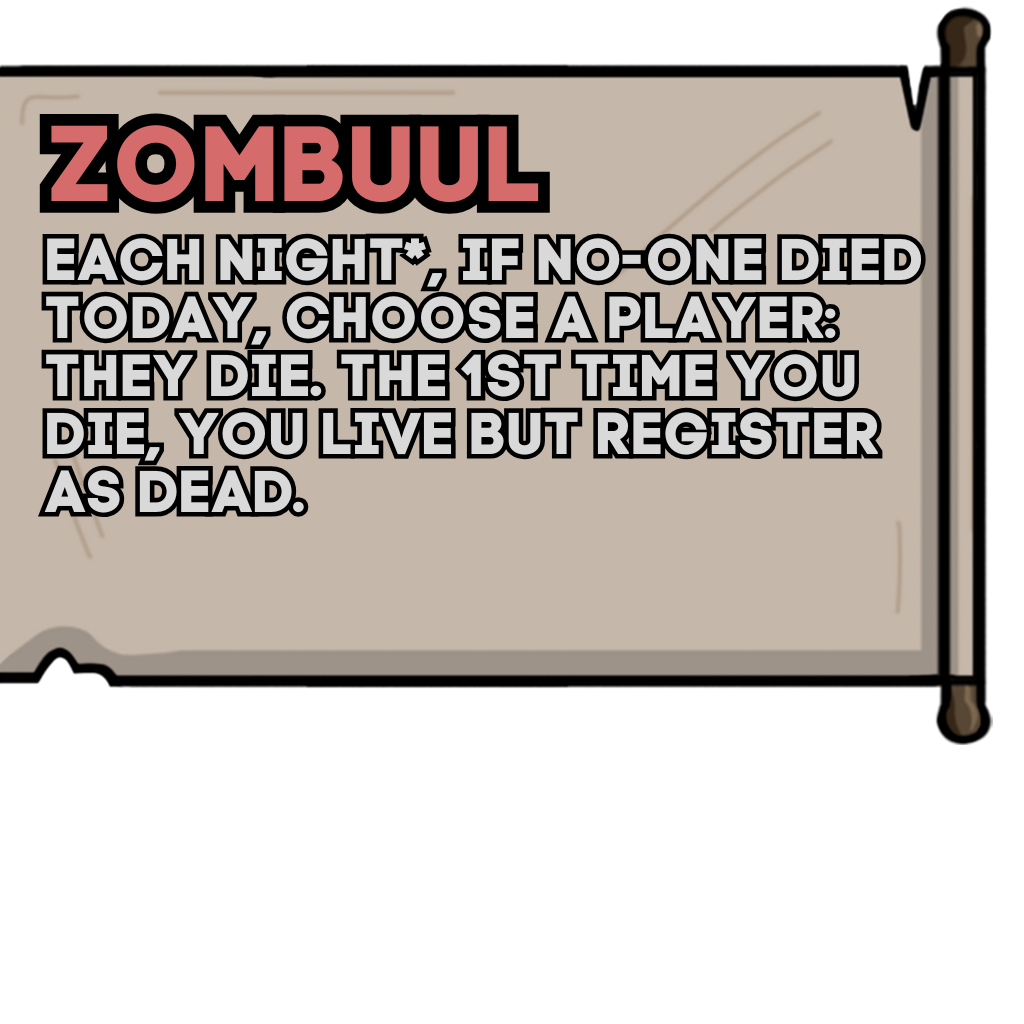 ZOMBUUL
EACH NIGHT*, IF NO-ONE DIED
TODAY, CHOOSE A PLAYER:
THEY DIE. THE 1ST TIME YOU
DIE, YOU LIVE BUT REGISTER
AS DEAD.